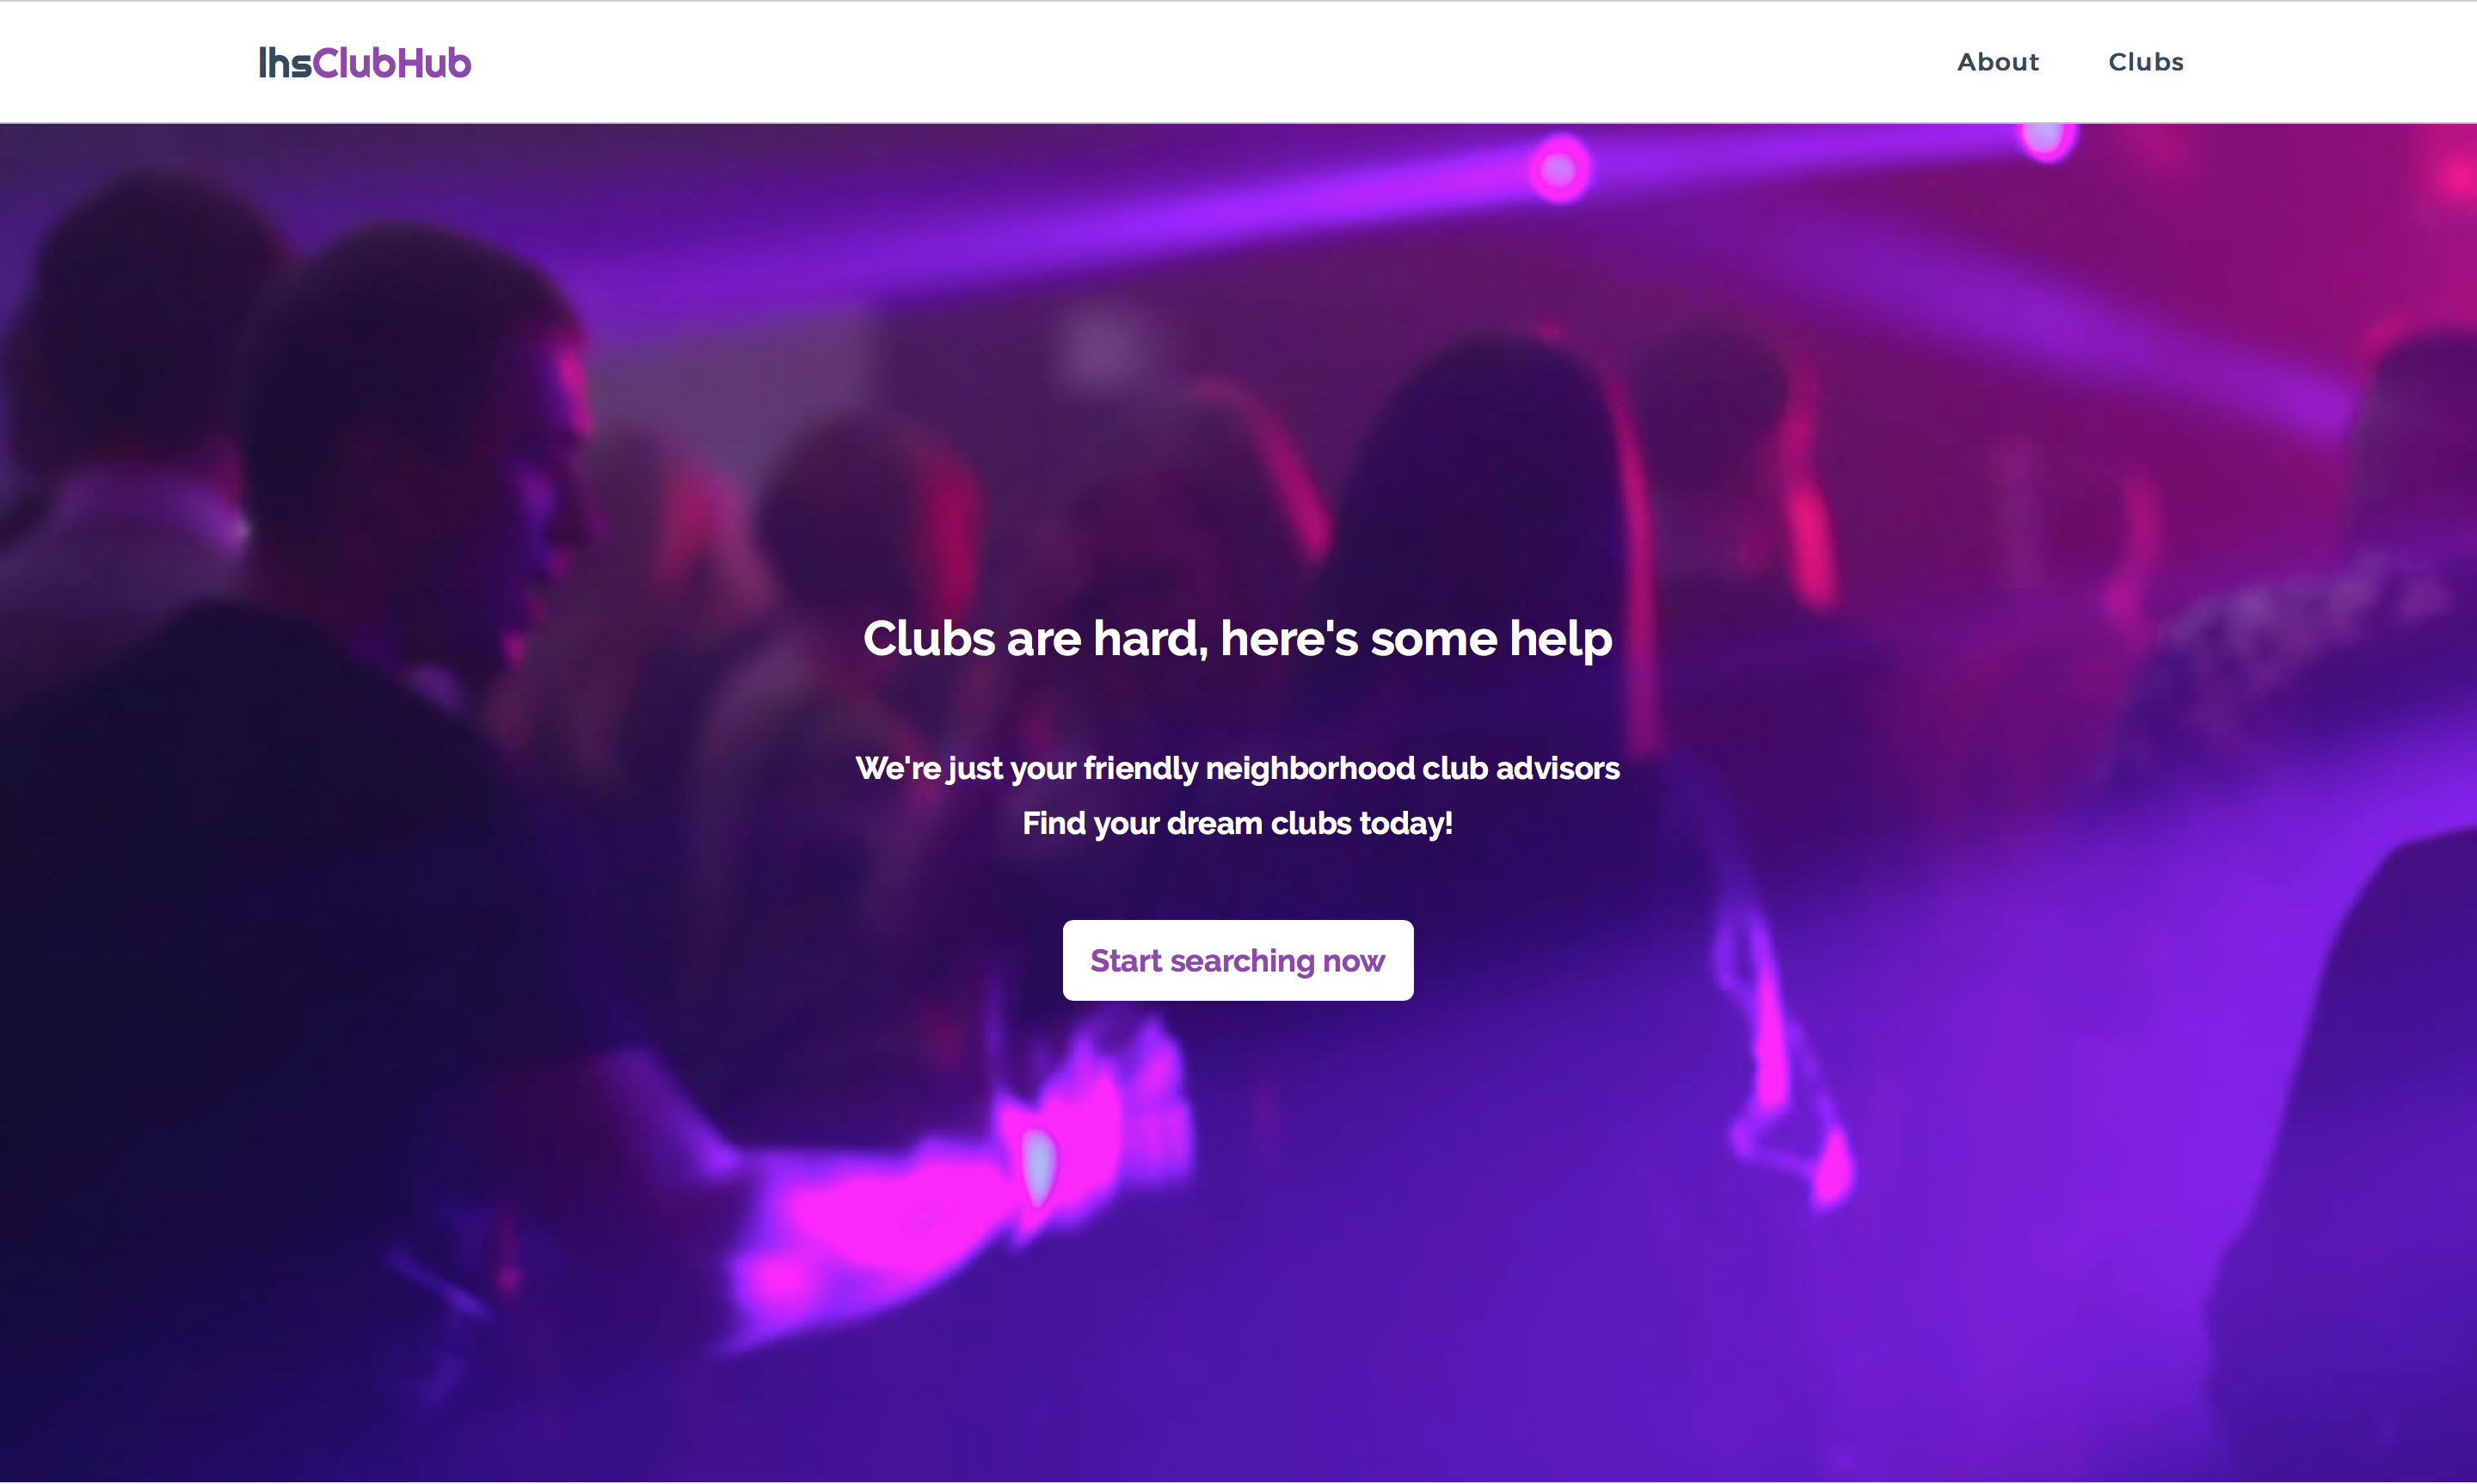 lhsClubHub
About
Clubs
Clubs are hard, here's some help
We're just your friendly neighborhood club advisors
Find your dream clubs today!
Start searching now